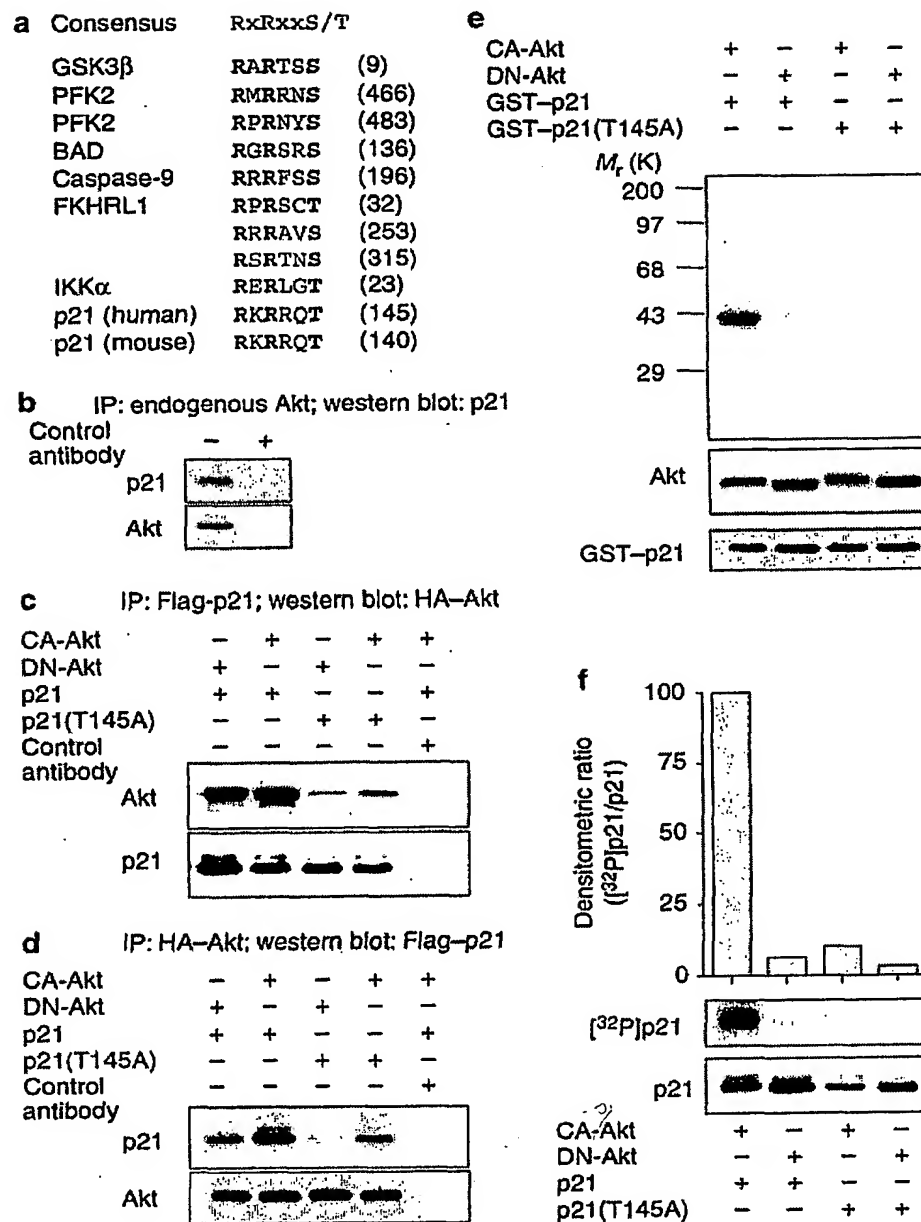 a Consensus RxRxxS/T
GSK3β RARTSS (9)
PFK2 RMRRNS (466)
PFK2 RPRNYS (483)
BAD RGRSRS (136)
Caspase-9 RRRFSS (196)
FKHRL1 RPRSCT (32)
RRRAVS (253)
RSRTNS (315)
IKKα RERLGT (23)
p21 (human) RKRRQT (145)
p21 (mouse) RKRRQT (140)
b IP: endogenous Akt; western blot: p21
Control antibody − +
p21
Akt
c IP: Flag-p21; western blot: HA–Akt
CA-Akt − + − + +
DN-Akt + − + − −
p21 + + − − +
p21(T145A) − − + + −
Control antibody − − − − +
Akt
p21
d IP: HA–Akt; western blot: Flag–p21
CA-Akt − + − + +
DN-Akt + − + − −
p21 + + − − +
p21(T145A) − − + + −
Control antibody − − − − +
p21
Akt
e
CA-Akt + − + −
DN-Akt − + − +
GST–p21 + + − −
GST–p21(T145A) − − + +
Mr (K)
200
97
68
43
29
Akt
GST–p21
f
Densitometric ratio
([32P]p21/p21)
100
75
50
25
0
[32P]p21
p21
CA-Akt + − + −
DN-Akt − + − +
p21 + + − −
p21(T145A) − − + +